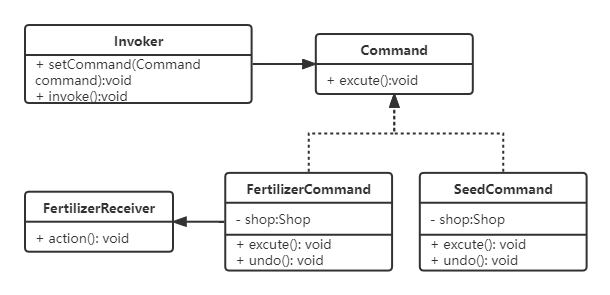 Invoker
+ setCommand(Command
command):void
+ invoke():void
Command
+ excute():void
FertilizerCommand
- shop:Shop
+ excute(): void
+ undo(): void
SeedCommand
- shop:Shop
+ excute(): void
+ undo(): void
FertilizerReceiver
+ action(): void